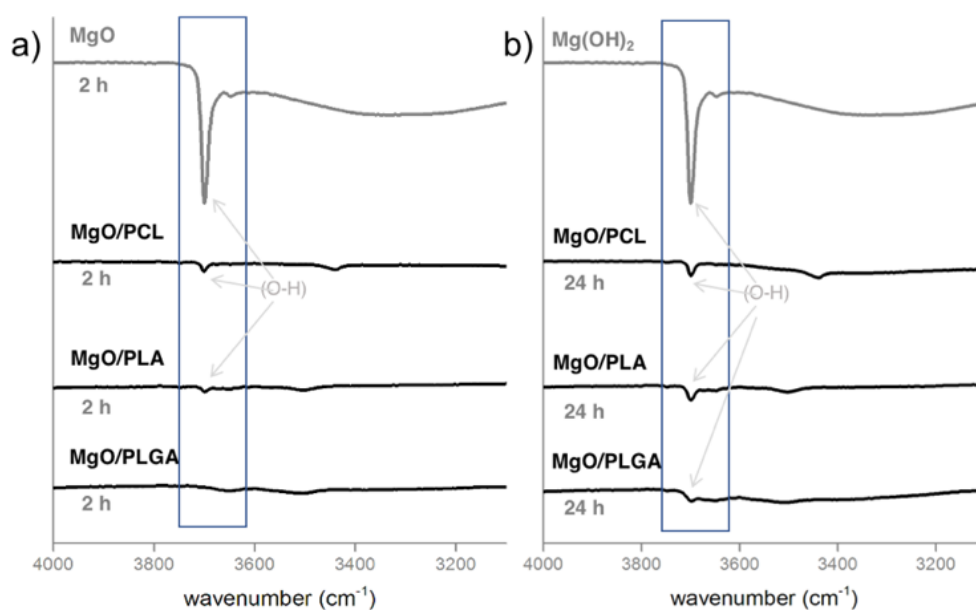 a)
MgO
2 h
MgO/PCL
2 h
(O-H)
MgO/PLA
2 h
MgO/PLGA
2 h
4000 3800 3600 3400 3200
wavenumber (cm⁻¹)
b)
Mg(OH)₂
MgO/PCL
24 h
(O-H)
MgO/PLA
24 h
MgO/PLGA
24 h
4000 3800 3600 3400 3200
wavenumber (cm⁻¹)